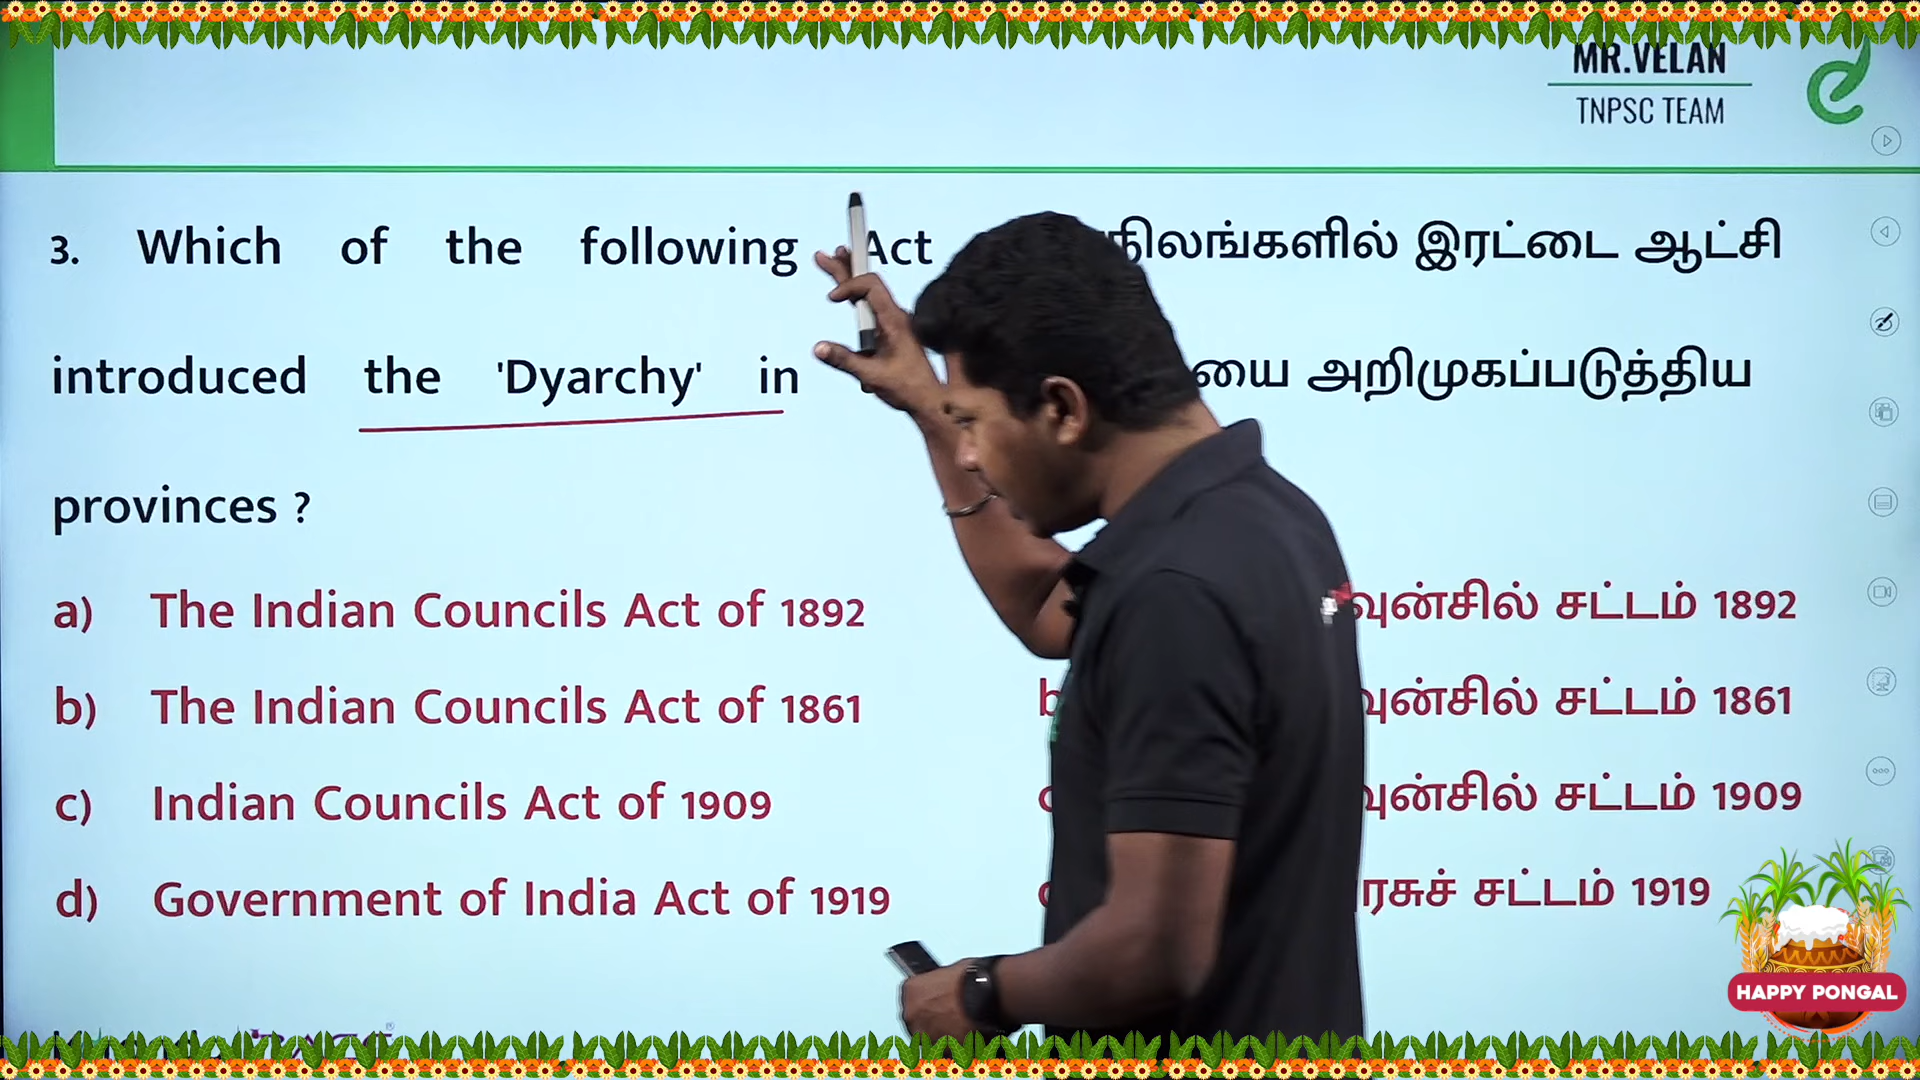 MR.VELAN
TNPSC TEAM
3. Which of the following Act
introduced the 'Dyarchy' in
provinces ?
a) The Indian Councils Act of 1892
b) The Indian Councils Act of 1861
c) Indian Councils Act of 1909
d) Government of India Act of 1919
இரட்டை ஆட்சி
அறிமுகப்படுத்திய
சட்டம் 1892
சட்டம் 1861
சட்டம் 1909
சட்டம் 1919
HAPPY PONGAL